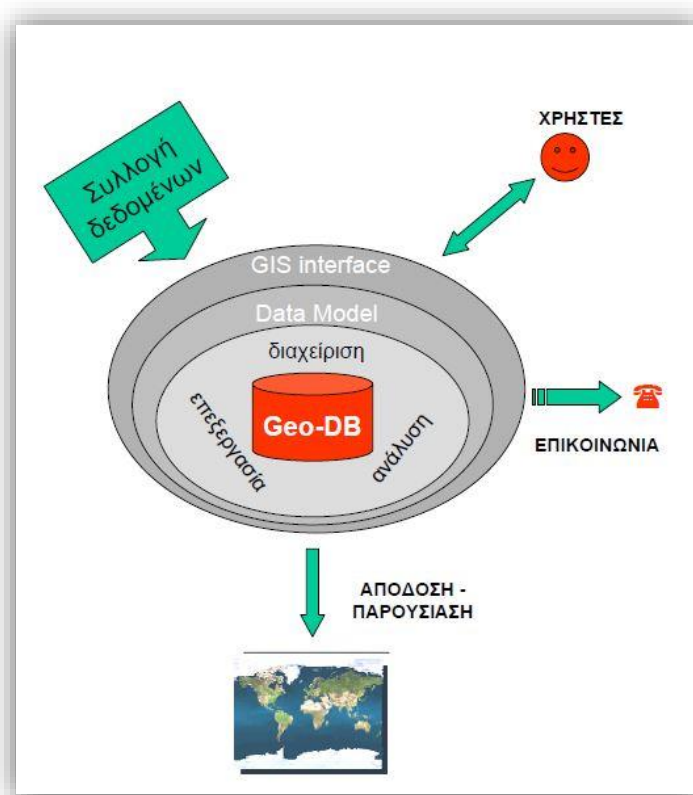 Συλλογή
δεδομένων
ΧΡΗΣΤΕΣ
GIS interface
Data Model
διαχείριση
επεξεργασία
Geo-DB
ανάλυση
ΕΠΙΚΟΙΝΩΝΙΑ
ΑΠΟΔΟΣΗ -
ΠΑΡΟΥΣΙΑΣΗ